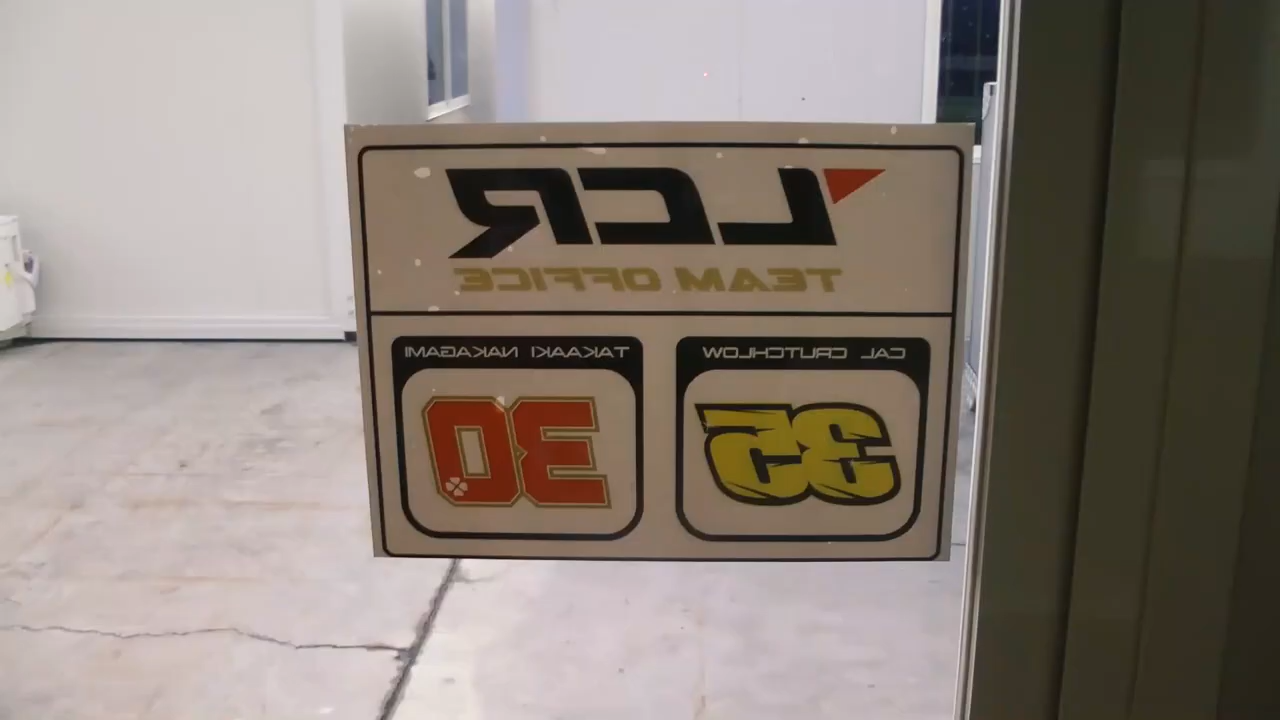 LCR
TEAM OFFICE
CAL CRUTCHLOW
35
TAKAAKI NAKAGAMI
30